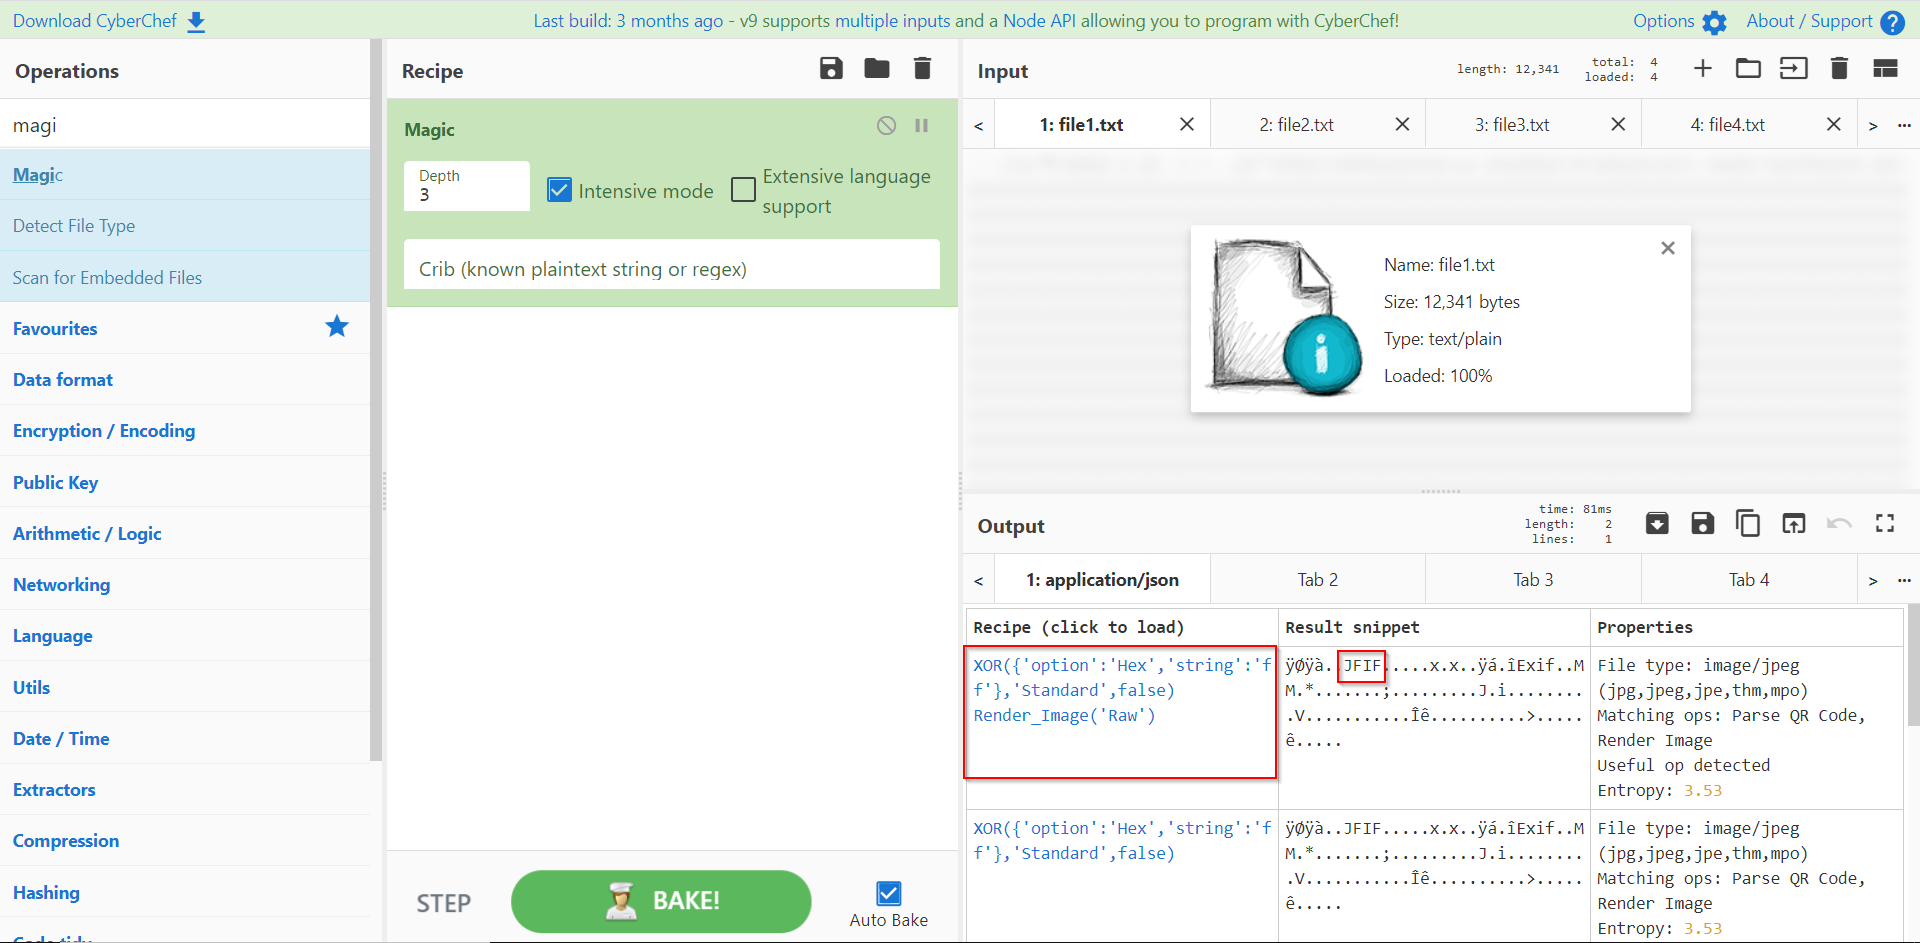 Download CyberChef
Last build: 3 months ago - v9 supports multiple inputs and a Node API allowing you to program with CyberChef!
Options
About / Support
Operations
magi
Magic
Detect File Type
Scan for Embedded Files
Favourites
Data format
Encryption / Encoding
Public Key
Arithmetic / Logic
Networking
Language
Utils
Date / Time
Extractors
Compression
Hashing
Code tidy
Recipe
Magic
Depth
3
Intensive mode
Extensive language
support
Crib (known plaintext string or regex)
STEP
BAKE!
Auto Bake
Input
length: 12,341
total: 4
loaded: 4
<
1: file1.txt
2: file2.txt
3: file3.txt
4: file4.txt
> ...
Name: file1.txt
Size: 12,341 bytes
Type: text/plain
Loaded: 100%
Output
time: 81ms
length: 2
lines: 1
<
1: application/json
Tab 2
Tab 3
Tab 4
> ...
Recipe (click to load)
Result snippet
Properties
XOR({'option':'Hex','string':'f
f'},'Standard',false)
Render_Image('Raw')
ÿØÿà..JFIF.....x.x..ÿá.îExif..M
M.*.......;.........J.i........
.V...........Îê..........>.....
ê.....
File type: image/jpeg
(jpg,jpeg,jpe,thm,mpo)
Matching ops: Parse QR Code,
Render Image
Useful op detected
Entropy: 3.53
XOR({'option':'Hex','string':'f
f'},'Standard',false)
ÿØÿà..JFIF.....x.x..ÿá.îExif..M
M.*.......;.........J.i........
.V...........Îê..........>.....
ê.....
File type: image/jpeg
(jpg,jpeg,jpe,thm,mpo)
Matching ops: Parse QR Code,
Render Image
Entropy: 3.53